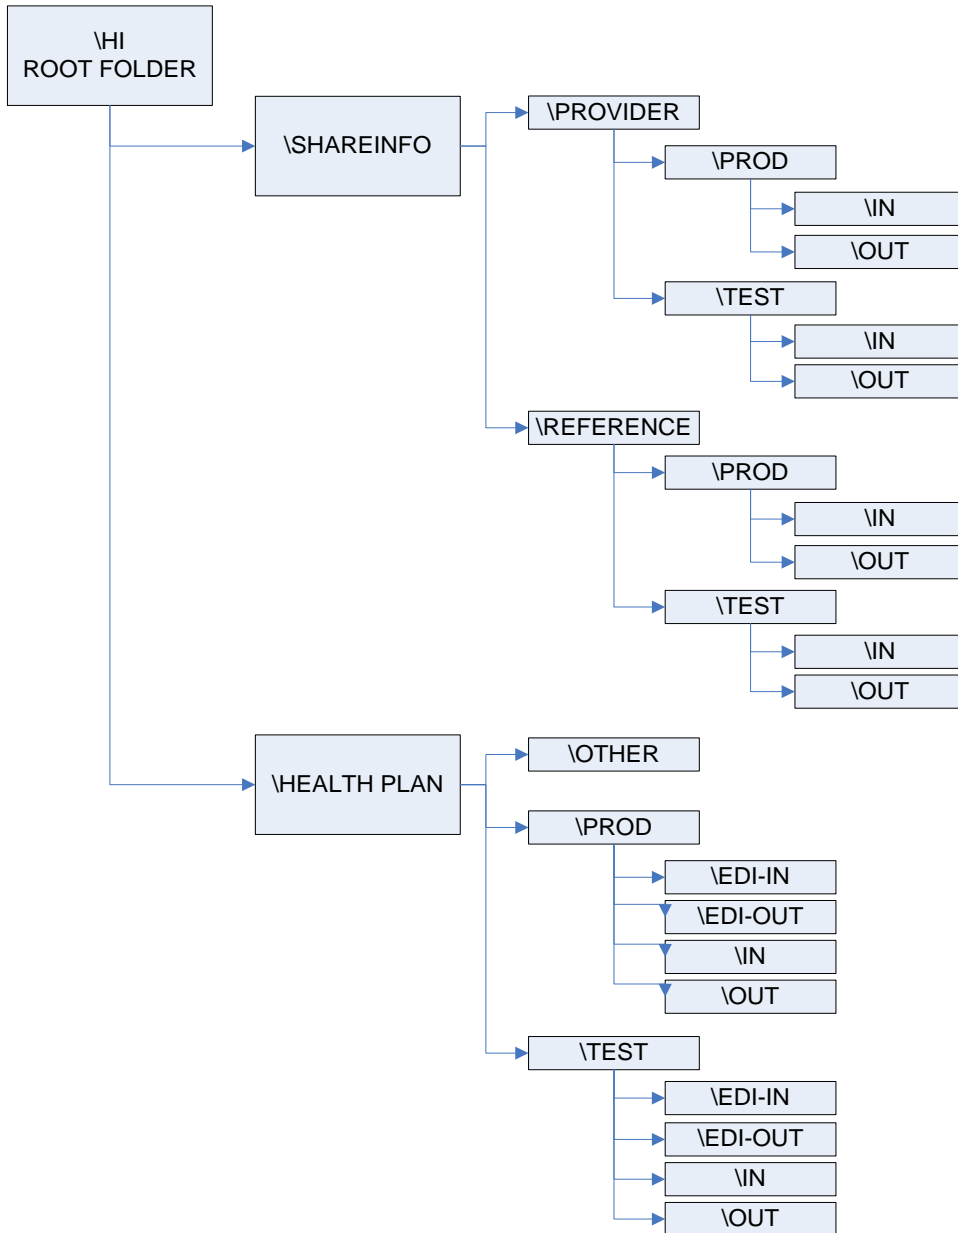 \HI
ROOT FOLDER
\SHAREINFO
\PROVIDER
\PROD
\IN
\OUT
\TEST
\IN
\OUT
\REFERENCE
\PROD
\IN
\OUT
\TEST
\IN
\OUT
\HEALTH PLAN
\OTHER
\PROD
\EDI-IN
\EDI-OUT
\IN
\OUT
\TEST
\EDI-IN
\EDI-OUT
\IN
\OUT